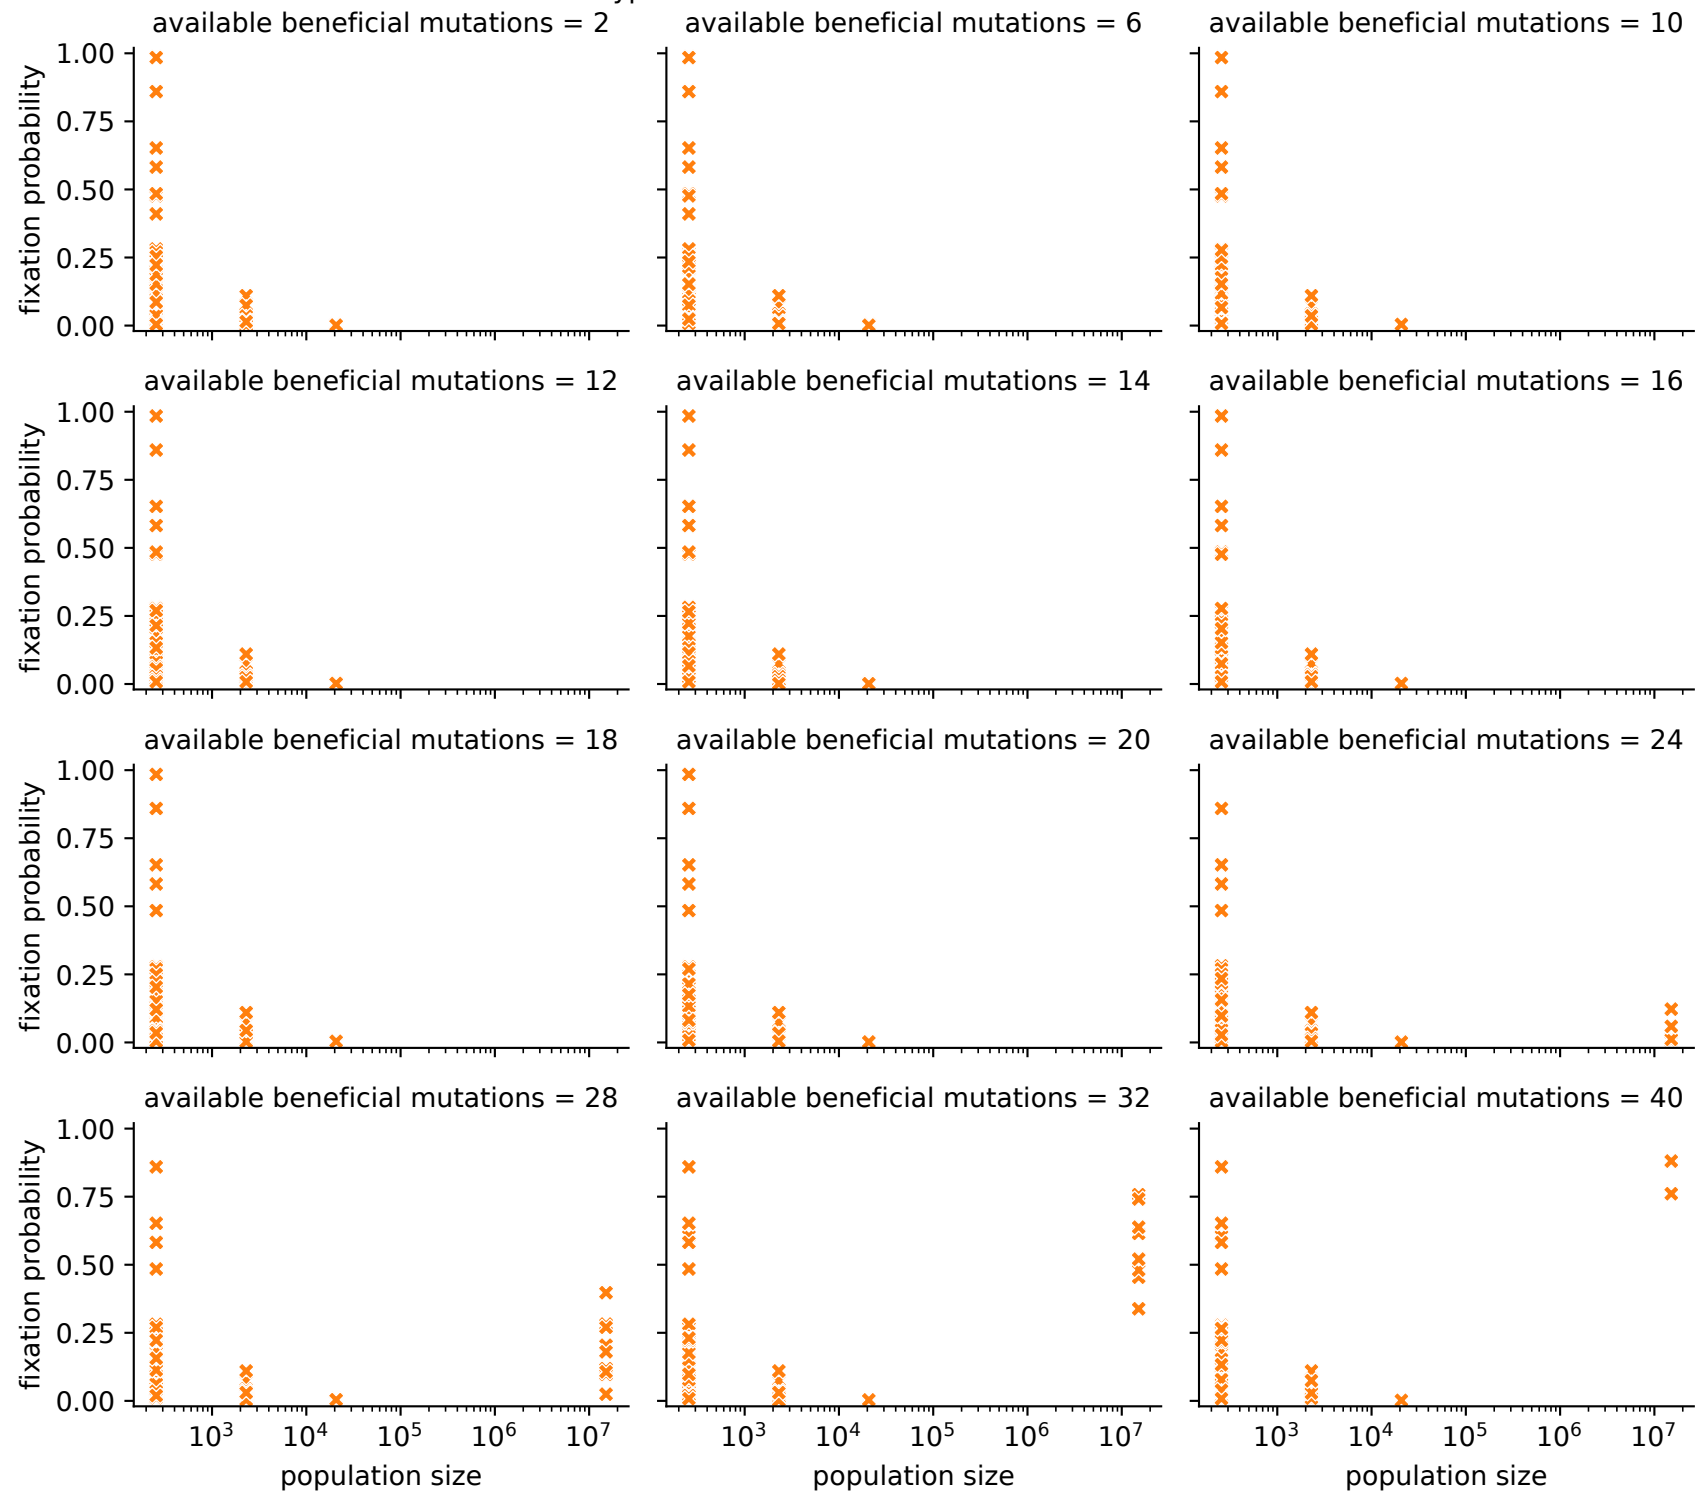 available beneficial mutations = 2
available beneficial mutations = 6
available beneficial mutations = 10
fixation probability
1.00
0.75
0.50
0.25
0.00
available beneficial mutations = 12
available beneficial mutations = 14
available beneficial mutations = 16
fixation probability
1.00
0.75
0.50
0.25
0.00
available beneficial mutations = 18
available beneficial mutations = 20
available beneficial mutations = 24
fixation probability
1.00
0.75
0.50
0.25
0.00
available beneficial mutations = 28
available beneficial mutations = 32
available beneficial mutations = 40
fixation probability
1.00
0.75
0.50
0.25
0.00
10³ 10⁴ 10⁵ 10⁶ 10⁷
10³ 10⁴ 10⁵ 10⁶ 10⁷
10³ 10⁴ 10⁵ 10⁶ 10⁷
population size
population size
population size